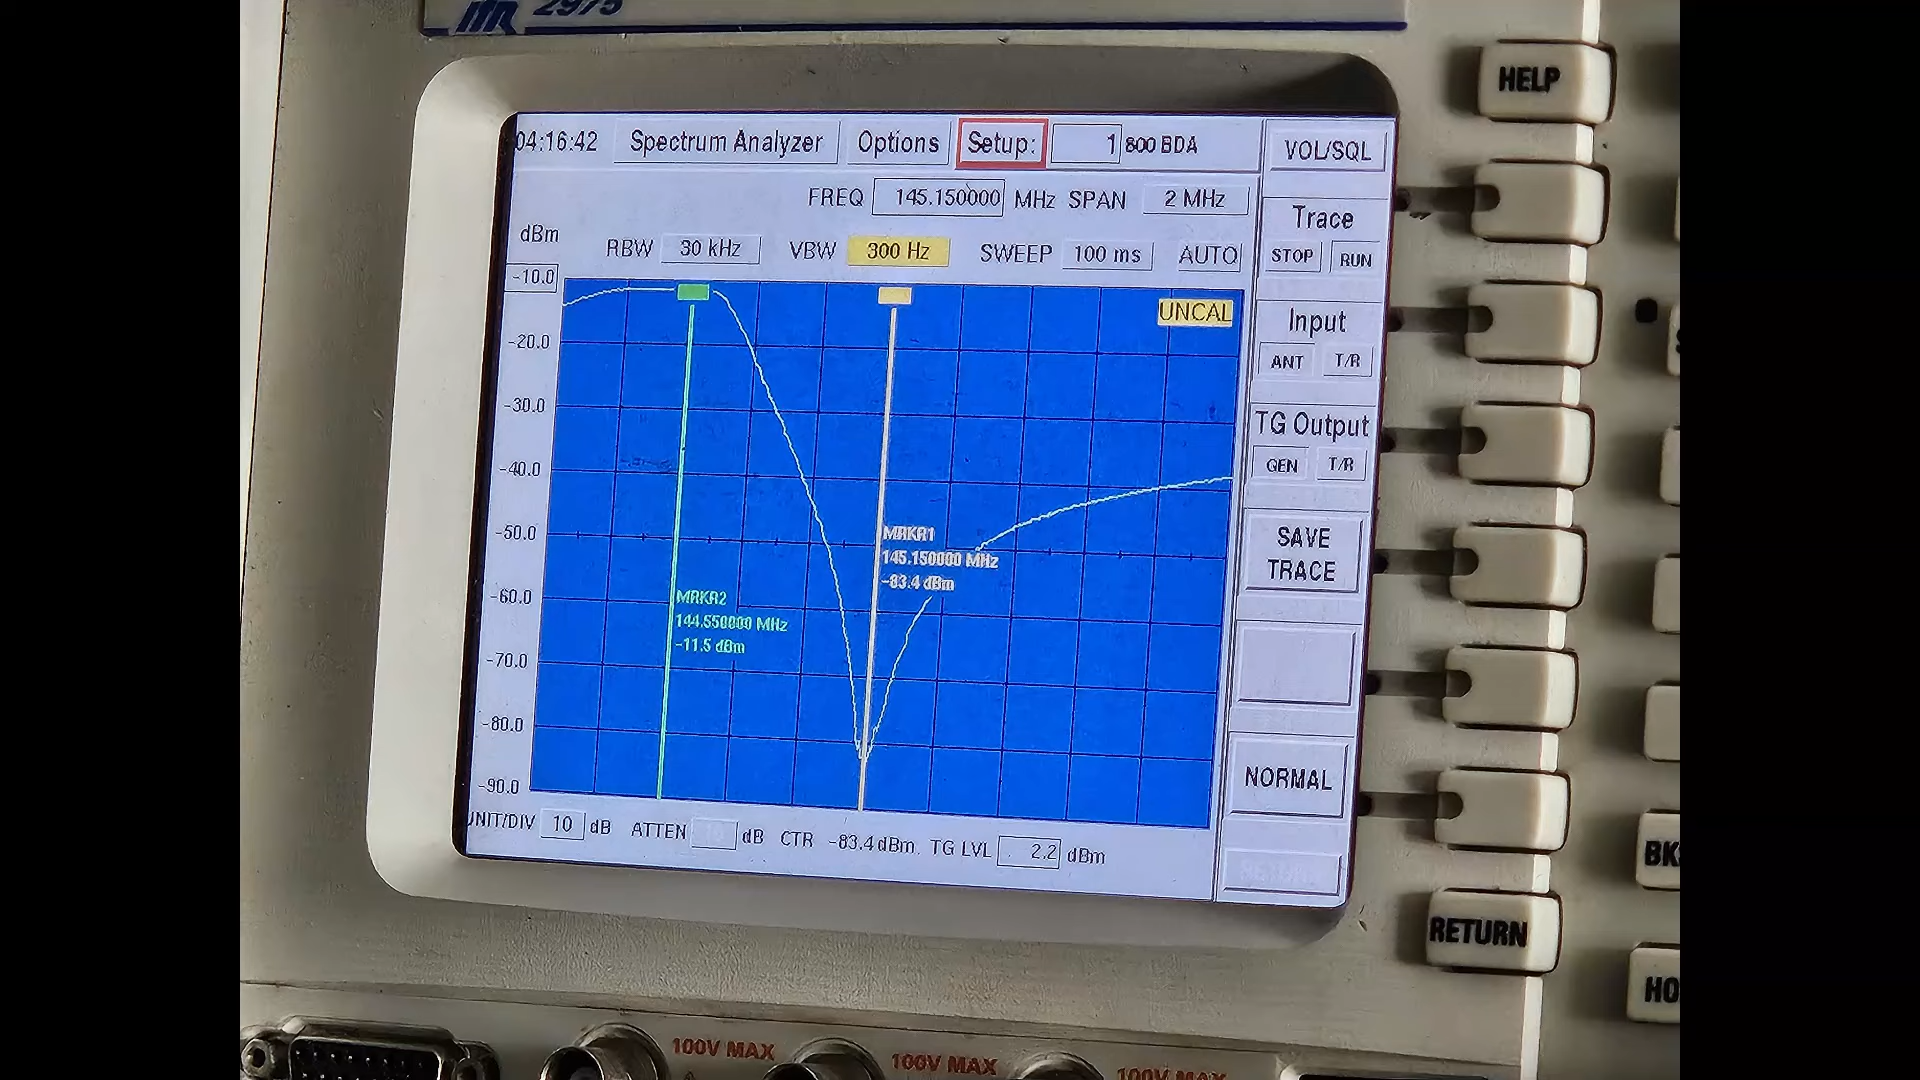 IFR 2975
HELP
04:16:42 Spectrum Analyzer Options Setup: 1 800 BDA VOL/SQL
FREQ 145.150000 MHz SPAN 2 MHz
dBm RBW 30 kHz VBW 300 Hz SWEEP 100 ms AUTO
Trace
STOP RUN
-10.0
UNCAL
-20.0
Input
ANT T/R
-30.0
TG Output
GEN T/R
-40.0
-50.0
SAVE
TRACE
MRKR1
145.150000 MHz
-83.4 dBm
-60.0
MRKR2
144.550000 MHz
-11.5 dBm
-70.0
-80.0
NORMAL
-90.0
UNIT/DIV 10 dB ATTEN dB CTR -83.4 dBm TG LVL 2.2 dBm
RETURN
BK
HO
100V MAX
100V MAX
100V MAX